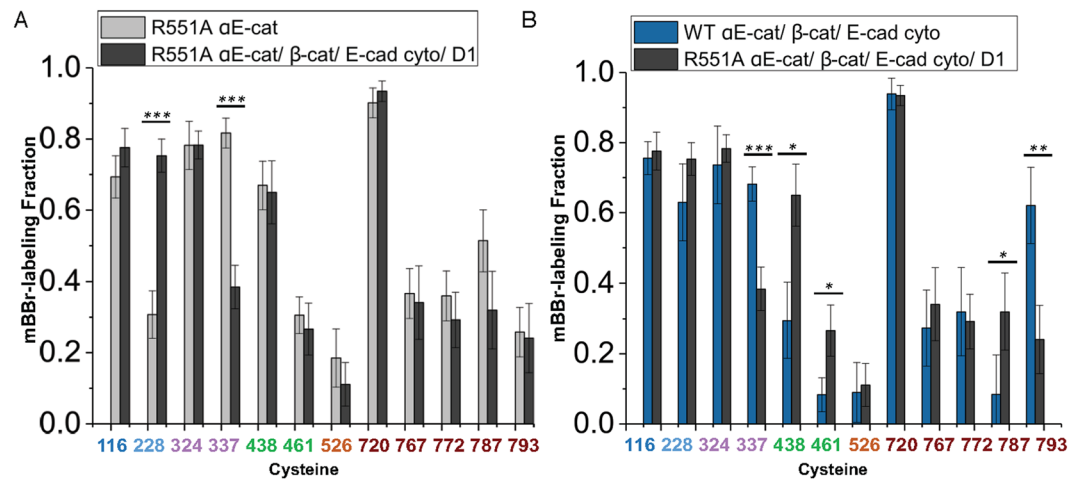 A
R551A αE-cat
R551A αE-cat/ β-cat/ E-cad cyto/ D1
mBBr-labeling Fraction
1.0
0.8
0.6
0.4
0.2
0.0
***
***
116 228 324 337 438 461 526 720 767 772 787 793
Cysteine
B
WT αE-cat/ β-cat/ E-cad cyto
R551A αE-cat/ β-cat/ E-cad cyto/ D1
mBBr-labeling Fraction
1.0
0.8
0.6
0.4
0.2
0.0
***
*
*
*
**
116 228 324 337 438 461 526 720 767 772 787 793
Cysteine